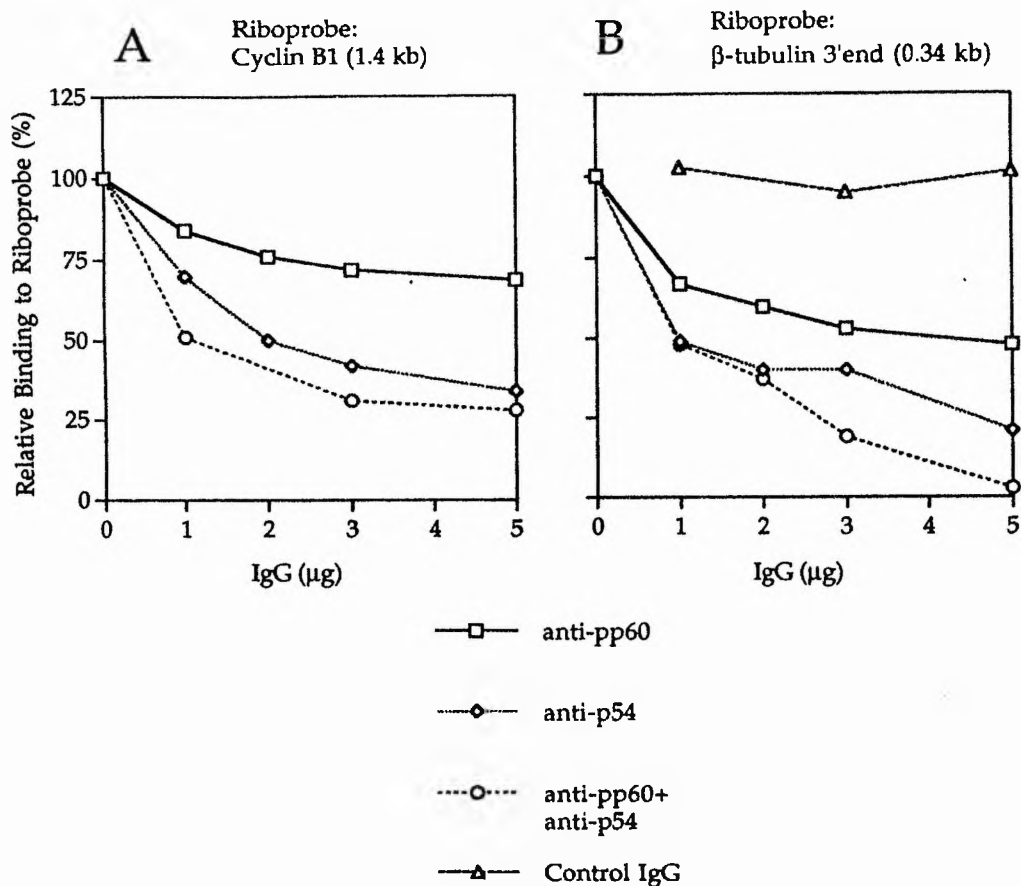 A
Riboprobe:
Cyclin B1 (1.4 kb)
B
Riboprobe:
β-tubulin 3'end (0.34 kb)
Relative Binding to Riboprobe (%)
125
100
75
50
25
0
0 1 2 3 4 5
IgG (μg)
0 1 2 3 4 5
IgG (μg)
anti-pp60
anti-p54
anti-pp60+
anti-p54
Control IgG